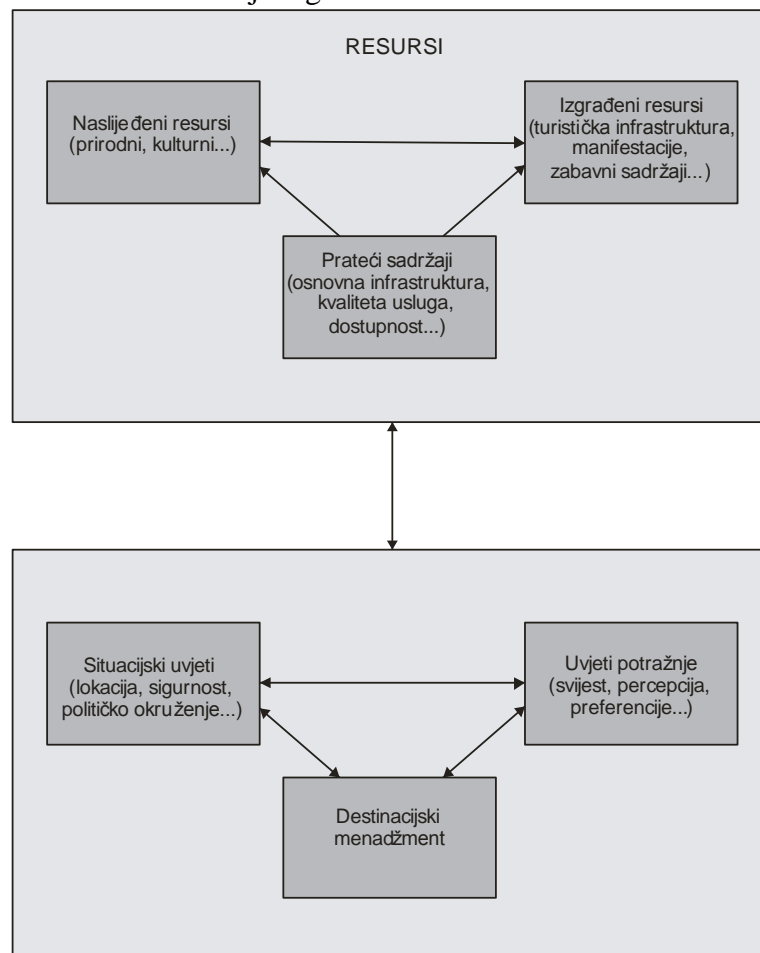 RESURSI
Naslijeđeni resursi
(prirodni, kulturni...)
Izgrađeni resursi
(turistička infrastruktura,
manifestacije,
zabavni sadržaji...)
Prateći sadržaji
(osnovna infrastruktura,
kvaliteta usluga,
dostupnost...)
Situacijski uvjeti
(lokacija, sigurnost,
političko okruženje...)
Uvjeti potražnje
(svijest, percepcija,
preferencije...)
Destinacijski
menadžment